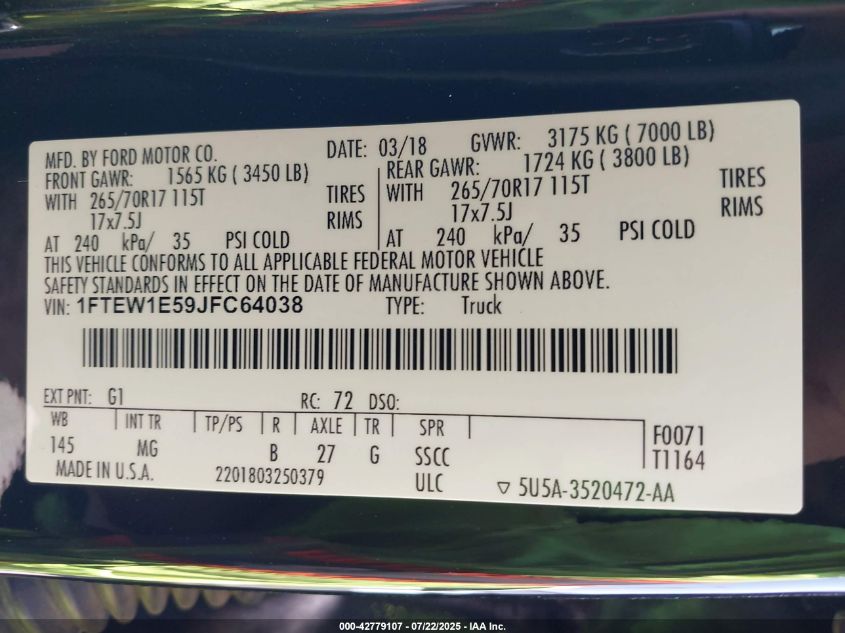 MFD. BY FORD MOTOR CO. DATE: 03/18 GVWR: 3175 KG ( 7000 LB)
FRONT GAWR: 1565 KG ( 3450 LB) REAR GAWR: 1724 KG ( 3800 LB)
WITH 265/70R17 115T TIRES WITH 265/70R17 115T TIRES
17x7.5J RIMS 17x7.5J RIMS
AT 240 kPa/ 35 PSI COLD AT 240 kPa/ 35 PSI COLD
THIS VEHICLE CONFORMS TO ALL APPLICABLE FEDERAL MOTOR VEHICLE
SAFETY STANDARDS IN EFFECT ON THE DATE OF MANUFACTURE SHOWN ABOVE.
VIN: 1FTEW1E59JFC64038 TYPE: Truck
EXT PNT: G1 RC: 72 DSO:
WB INT TR TP/PS R AXLE TR SPR F0071
145 MG B 27 G SSCC T1164
MADE IN U.S.A. 2201803250379 ULC ▽ 5U5A-3520472-AA
000-42779107 - 07/22/2025 - IAA Inc.